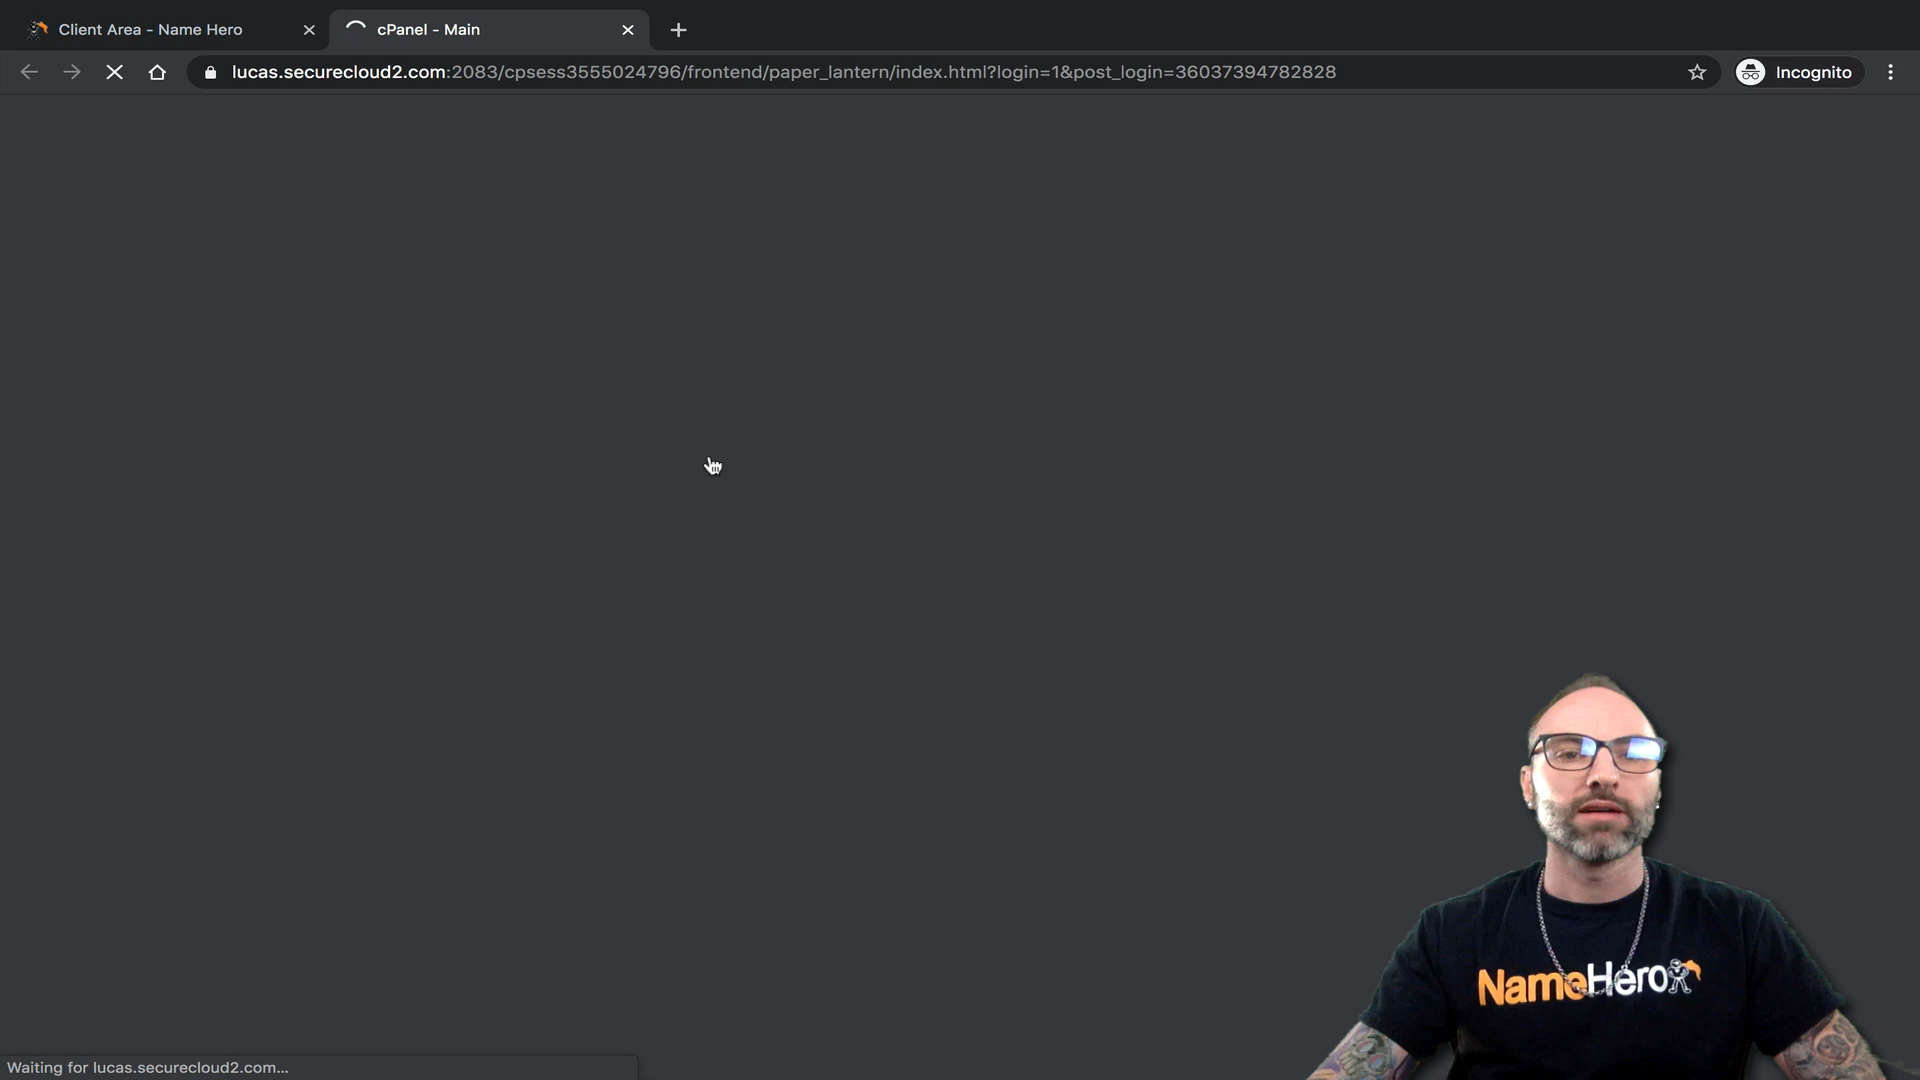 Client Area - Name Hero
cPanel - Main
lucas.securecloud2.com:2083/cpsess3555024796/frontend/paper_lantern/index.html?login=1&post_login=36037394782828
Incognito
NameHero
Waiting for lucas.securecloud2.com...